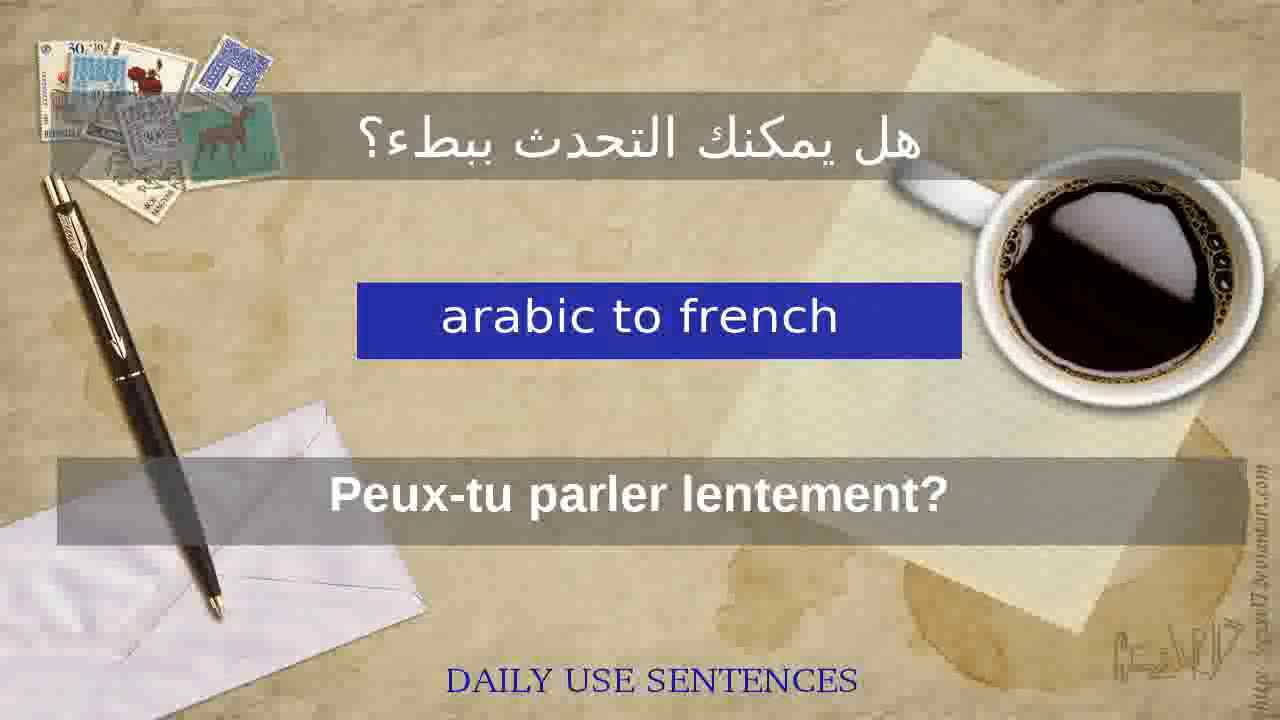 هل يمكنك التحدث ببطء؟
arabic to french
Peux-tu parler lentement?
DAILY USE SENTENCES